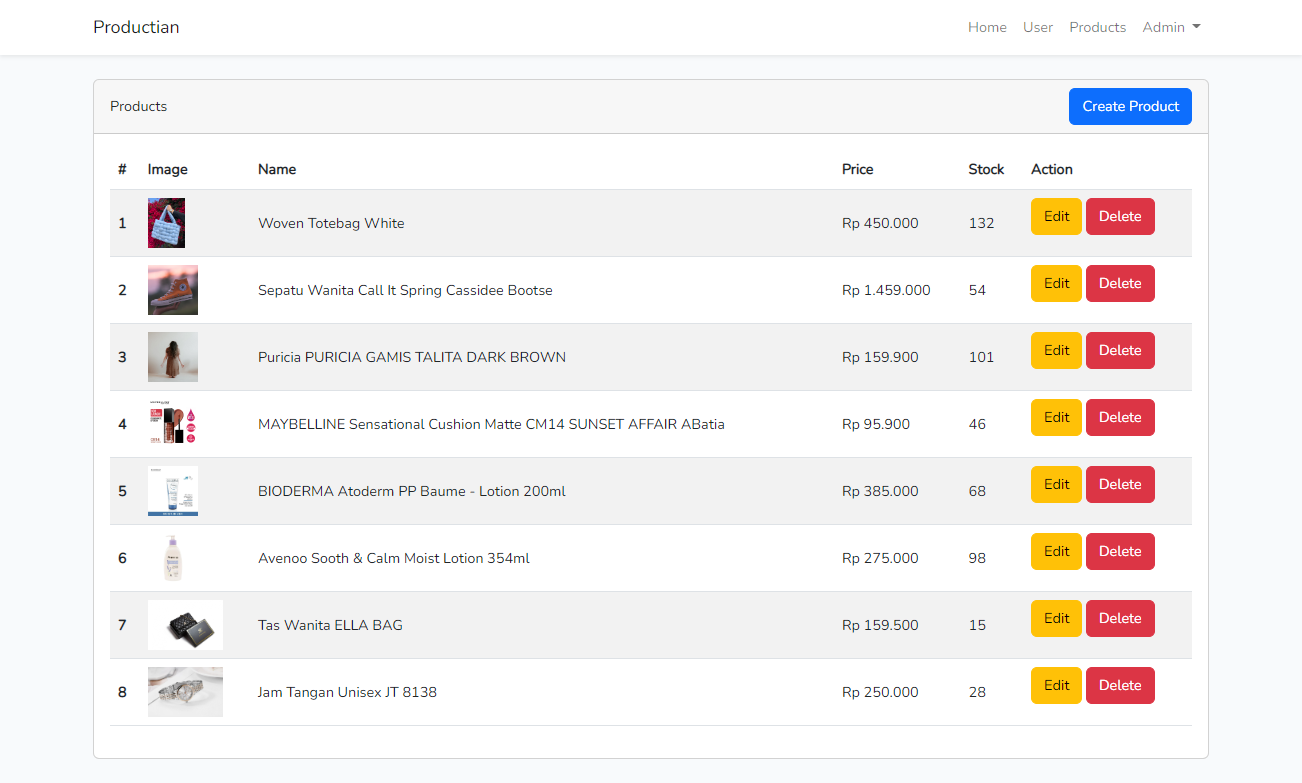 Productian Home User Products Admin
Products Create Product
# Image Name Price Stock Action
1 Woven Totebag White Rp 450.000 132 Edit Delete
2 Sepatu Wanita Call It Spring Cassidee Bootse Rp 1.459.000 54 Edit Delete
3 Puricia PURICIA GAMIS TALITA DARK BROWN Rp 159.900 101 Edit Delete
4 MAYBELLINE Sensational Cushion Matte CM14 SUNSET AFFAIR ABatia Rp 95.900 46 Edit Delete
5 BIODERMA Atoderm PP Baume - Lotion 200ml Rp 385.000 68 Edit Delete
6 Avenoo Sooth & Calm Moist Lotion 354ml Rp 275.000 98 Edit Delete
7 Tas Wanita ELLA BAG Rp 159.500 15 Edit Delete
8 Jam Tangan Unisex JT 8138 Rp 250.000 28 Edit Delete